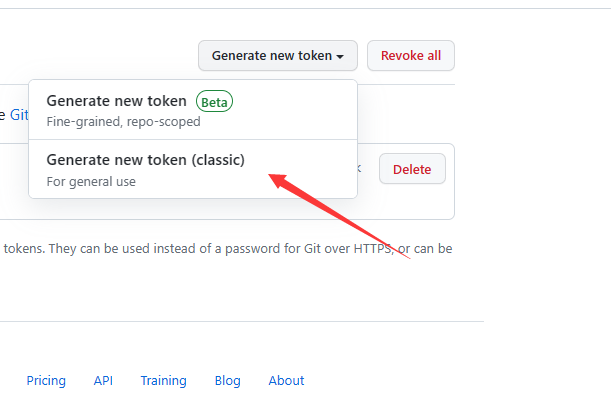 Generate new token Revoke all
Generate new token Beta
Fine-grained, repo-scoped
e Git
Generate new token (classic)
For general use
Delete
tokens. They can be used instead of a password for Git over HTTPS, or can be
Pricing API Training Blog About